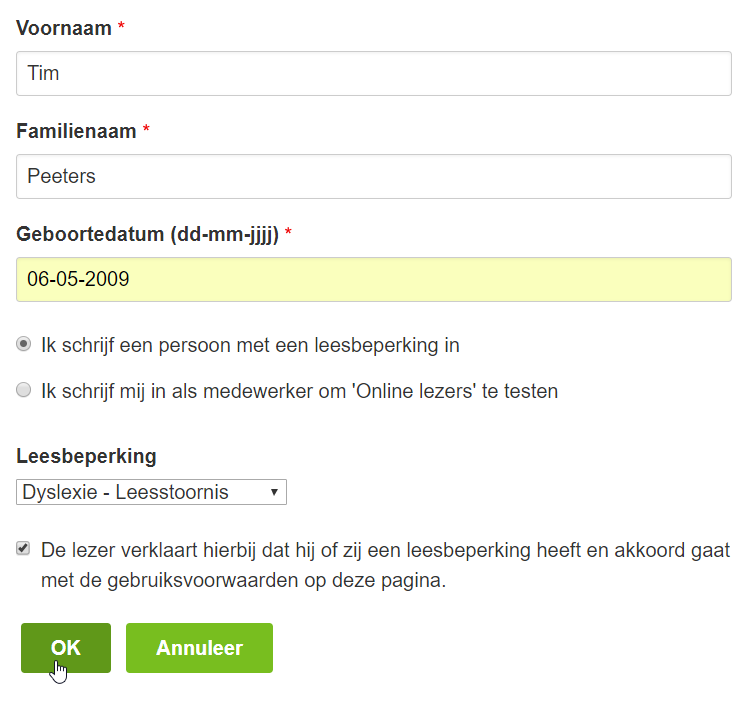 Voornaam *
Tim
Familienaam *
Peeters
Geboortedatum (dd-mm-jjjj) *
06-05-2009
Ik schrijf een persoon met een leesbeperking in
Ik schrijf mij in als medewerker om 'Online lezers' te testen
Leesbeperking
Dyslexie - Leesstoornis
De lezer verklaart hierbij dat hij of zij een leesbeperking heeft en akkoord gaat
met de gebruiksvoorwaarden op deze pagina.
OK Annuleer